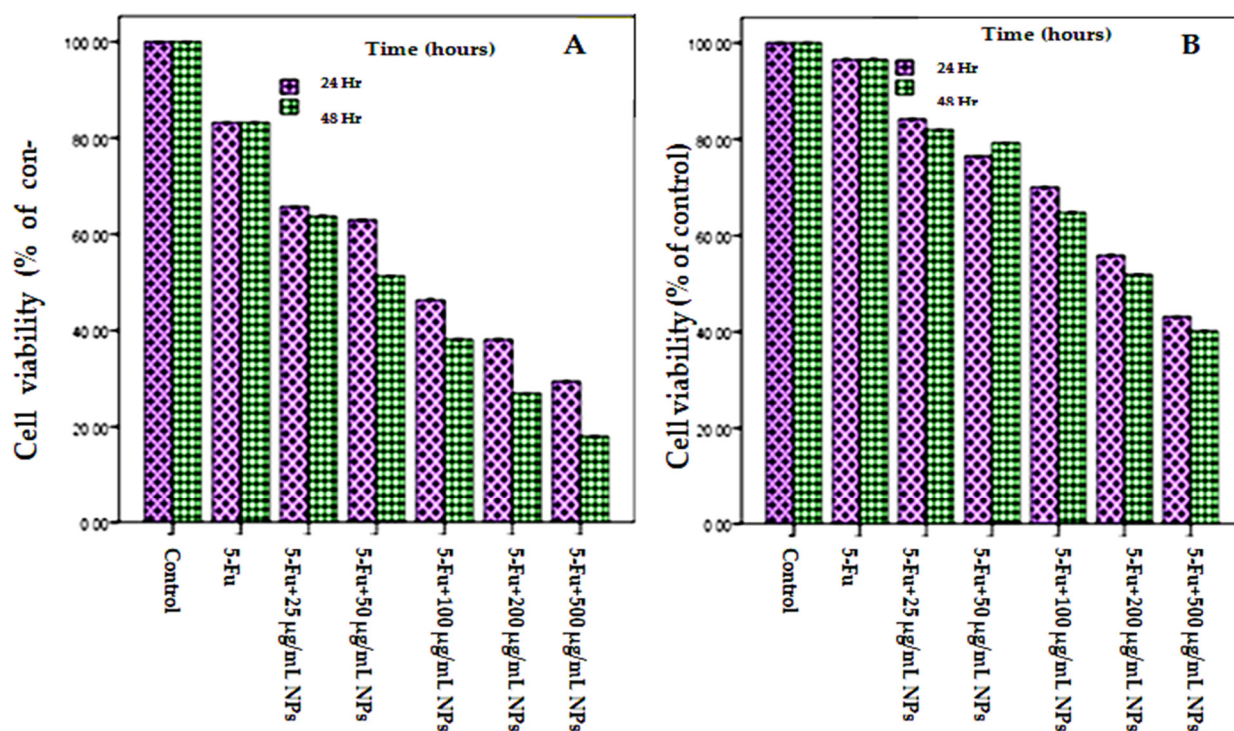 Time (hours)
A
24 Hr
48 Hr
Cell viability (% of con-
100.00
80.00
60.00
40.00
20.00
0.00
Control
5-Fu
5-Fu+25 µg/mL NPs
5-Fu+50 µg/mL NPs
5-Fu+100 µg/mL NPs
5-Fu+200 µg/mL NPs
5-Fu+500 µg/mL NPs
Time (hours)
B
24 Hr
48 Hr
Cell viability (% of control)
100.00
80.00
60.00
40.00
20.00
0.00
Control
5-Fu
5-Fu+25 µg/mL NPs
5-Fu+50 µg/mL NPs
5-Fu+100 µg/mL NPs
5-Fu+200 µg/mL NPs
5-Fu+500 µg/mL NPs